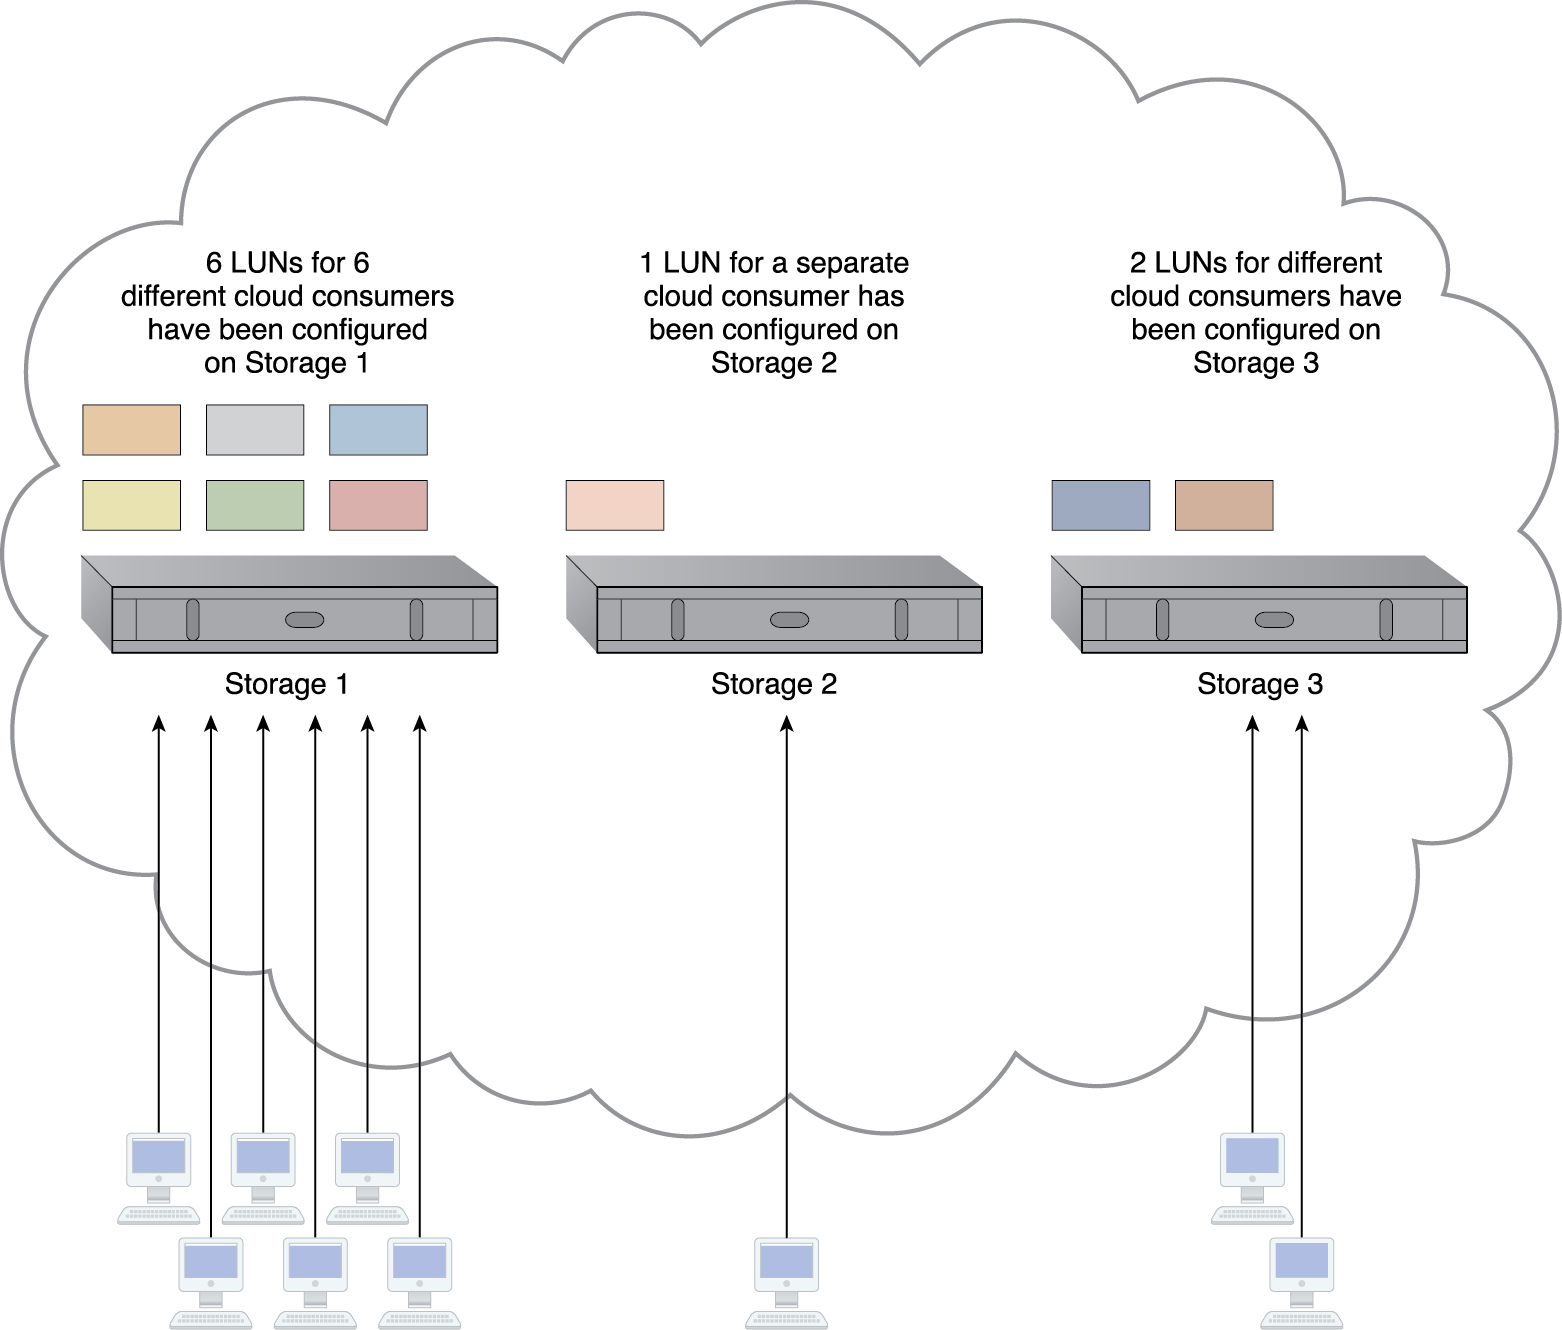 6 LUNs for 6
different cloud consumers
have been configured
on Storage 1
1 LUN for a separate
cloud consumer has
been configured on
Storage 2
2 LUNs for different
cloud consumers have
been configured on
Storage 3
Storage 1
Storage 2
Storage 3